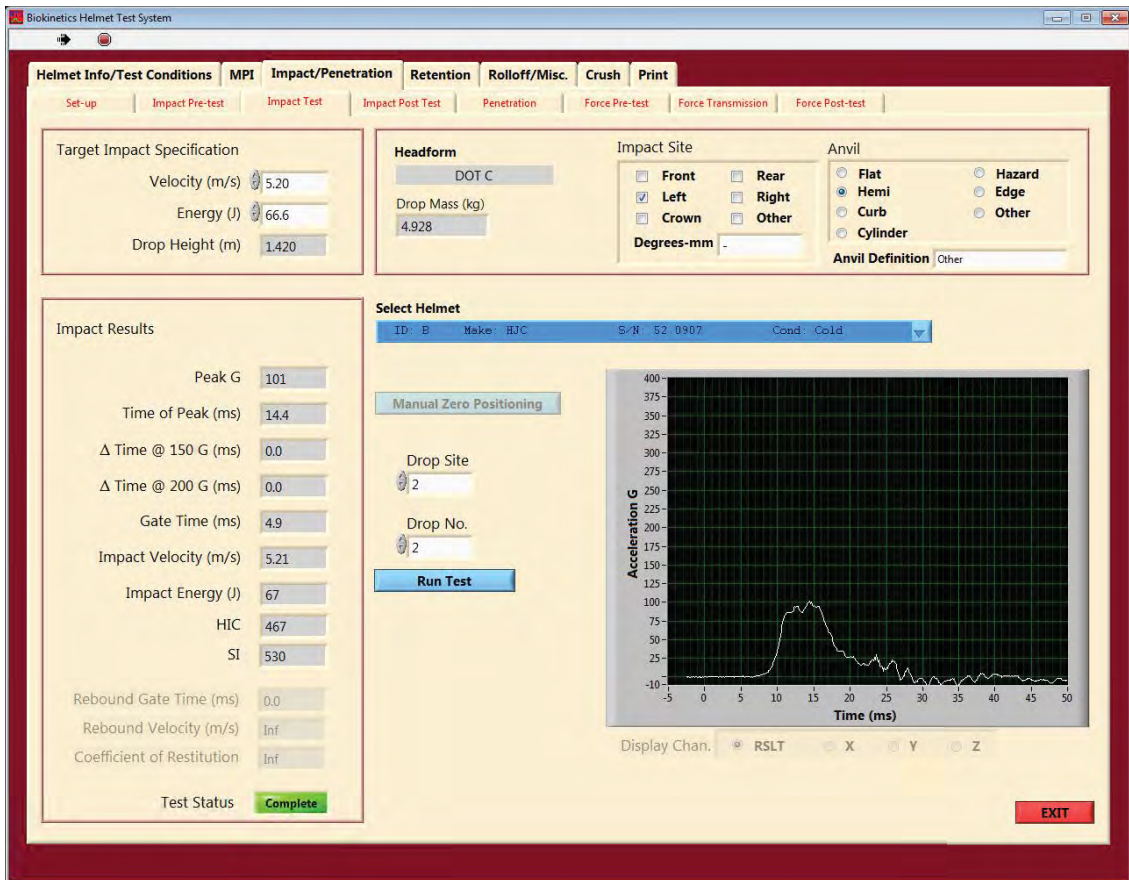 Biokinetics Helmet Test System
Helmet Info/Test Conditions MPI Impact/Penetration Retention Rolloff/Misc. Crush Print
Set-up Impact Pre-test Impact Test Impact Post Test Penetration Force Pre-test Force Transmission Force Post-test
Target Impact Specification
Velocity (m/s) 5.20
Energy (J) 66.6
Drop Height (m) 1.420
Headform
DOT C
Drop Mass (kg)
4.928
Impact Site
Front Rear
Left Right
Crown Other
Degrees-mm -
Anvil
Flat Hazard
Hemi Edge
Curb Other
Cylinder
Anvil Definition Other
Select Helmet
ID: B Make: HJC S/N: 52 0907 Cond: Cold
Impact Results
Peak G 101
Time of Peak (ms) 14.4
Δ Time @ 150 G (ms) 0.0
Δ Time @ 200 G (ms) 0.0
Gate Time (ms) 4.9
Impact Velocity (m/s) 5.21
Impact Energy (J) 67
HIC 467
SI 530
Rebound Gate Time (ms) 0.0
Rebound Velocity (m/s) Inf
Coefficient of Restitution Inf
Test Status Complete
Manual Zero Positioning
Drop Site
2
Drop No.
2
Run Test
Acceleration G
400
375
350
325
300
275
250
225
200
175
150
125
100
75
50
25
-10
-5 0 5 10 15 20 25 30 35 40 45 50
Time (ms)
Display Chan. RSLT X Y Z
EXIT